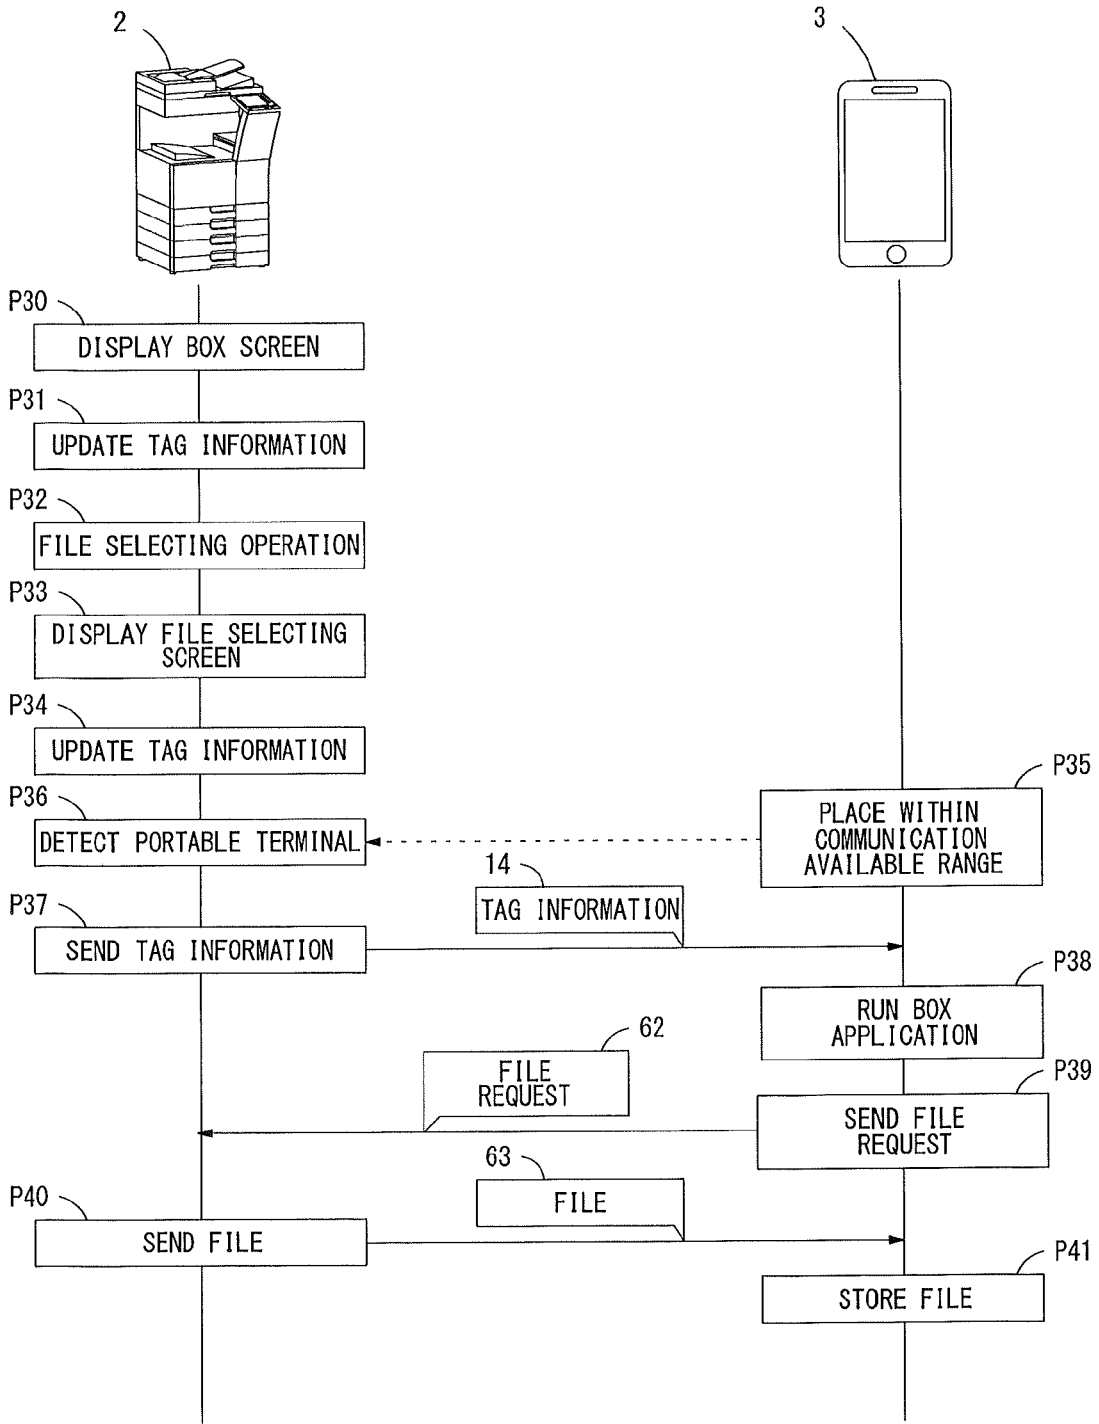 2
3
P30
DISPLAY BOX SCREEN
P31
UPDATE TAG INFORMATION
P32
FILE SELECTING OPERATION
P33
DISPLAY FILE SELECTING
SCREEN
P34
UPDATE TAG INFORMATION
P35
PLACE WITHIN
COMMUNICATION
AVAILABLE RANGE
P36
DETECT PORTABLE TERMINAL
14
TAG INFORMATION
P37
SEND TAG INFORMATION
P38
RUN BOX
APPLICATION
62
FILE
REQUEST
P39
SEND FILE
REQUEST
63
FILE
P40
SEND FILE
P41
STORE FILE